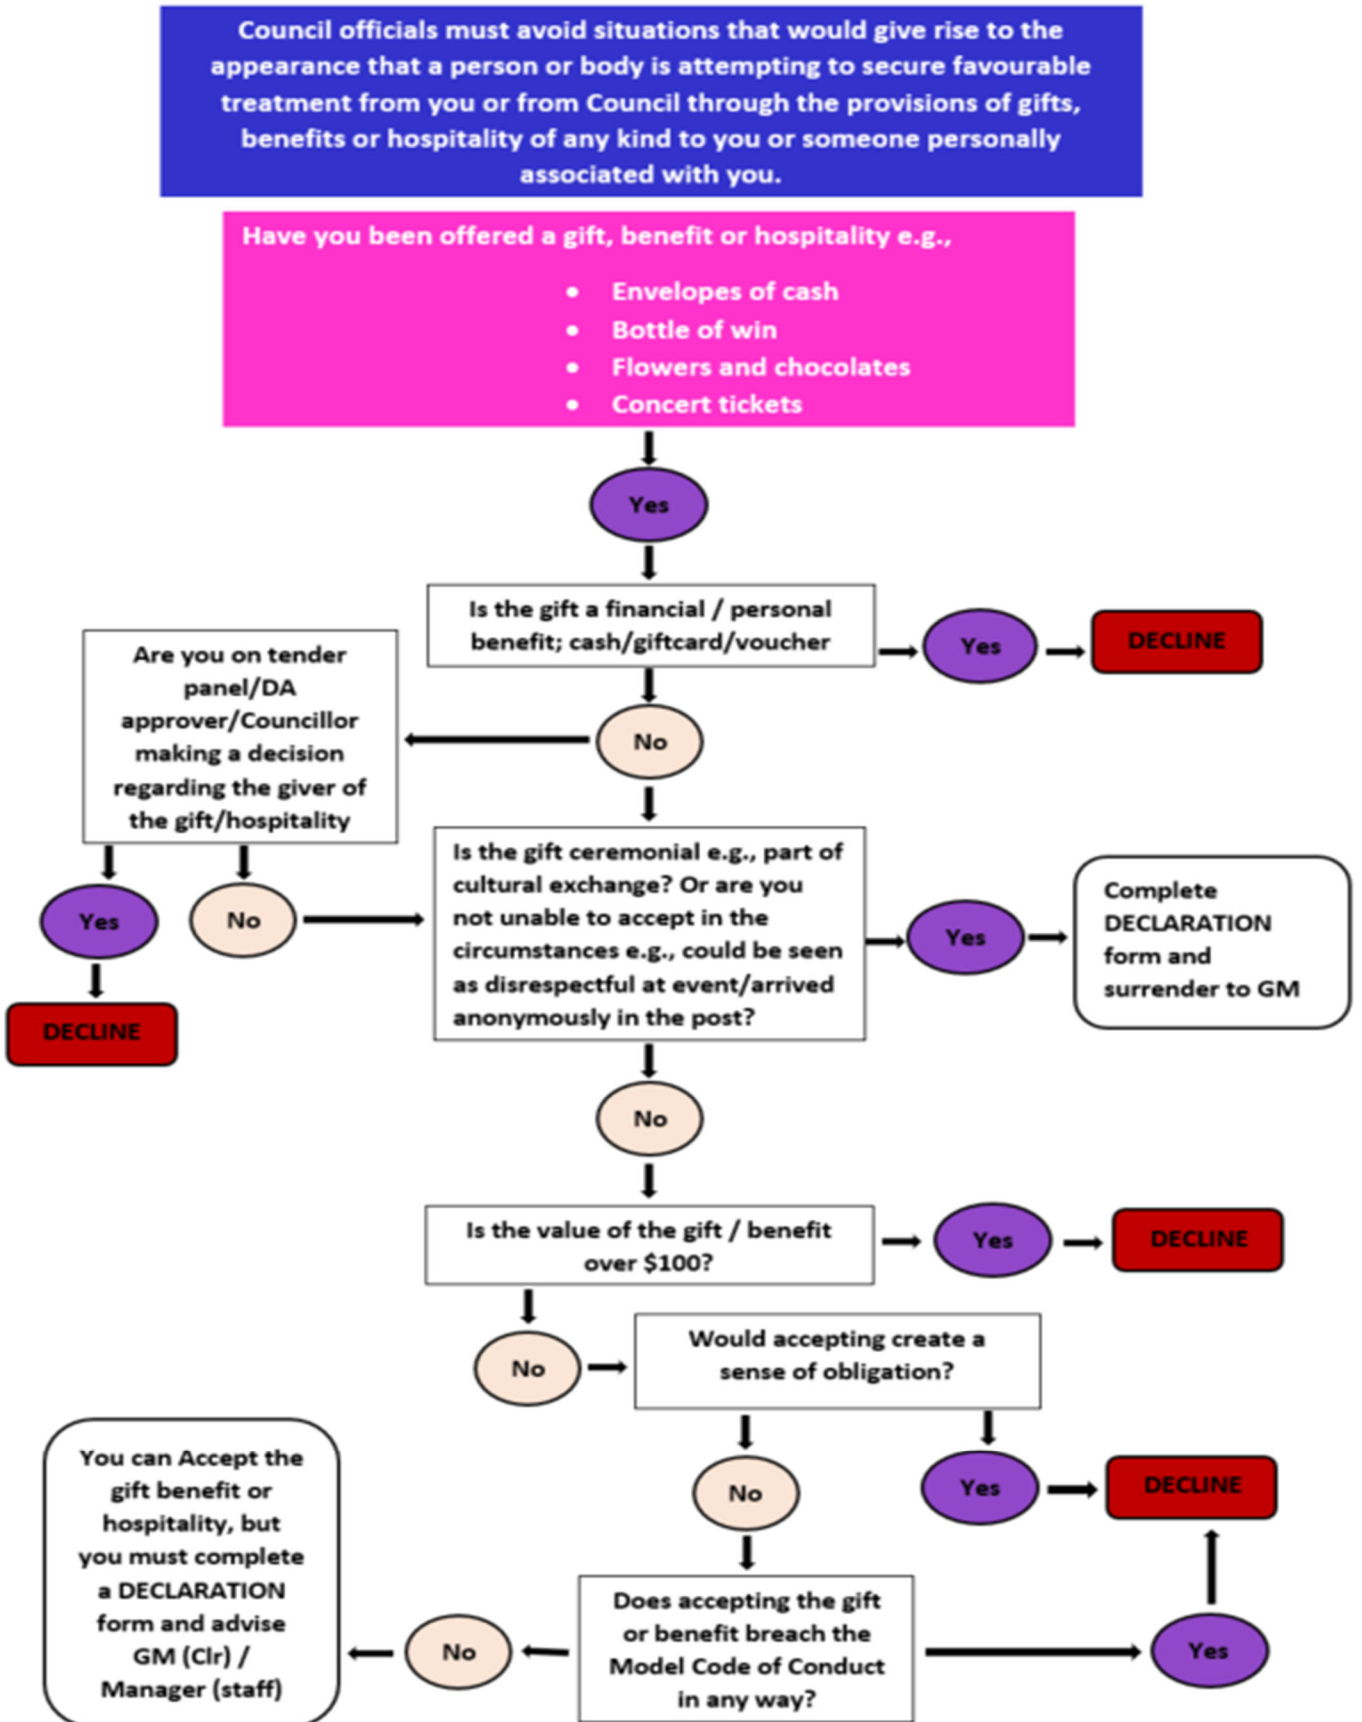 Council officials must avoid situations that would give rise to the
appearance that a person or body is attempting to secure favourable
treatment from you or from Council through the provisions of gifts,
benefits or hospitality of any kind to you or someone personally
associated with you.
Have you been offered a gift, benefit or hospitality e.g.,
• Envelopes of cash
• Bottle of win
• Flowers and chocolates
• Concert tickets
Yes
Is the gift a financial / personal
benefit; cash/giftcard/voucher
Yes
DECLINE
No
Are you on tender
panel/DA
approver/Councillor
making a decision
regarding the giver of
the gift/hospitality
Yes
No
DECLINE
Is the gift ceremonial e.g., part of
cultural exchange? Or are you
not unable to accept in the
circumstances e.g., could be seen
as disrespectful at event/arrived
anonymously in the post?
Yes
Complete
DECLARATION
form and
surrender to GM
No
Is the value of the gift / benefit
over $100?
Yes
DECLINE
No
Would accepting create a
sense of obligation?
No
Yes
DECLINE
Does accepting the gift
or benefit breach the
Model Code of Conduct
in any way?
Yes
No
You can Accept the
gift benefit or
hospitality, but
you must complete
a DECLARATION
form and advise
GM (Clr) /
Manager (staff)